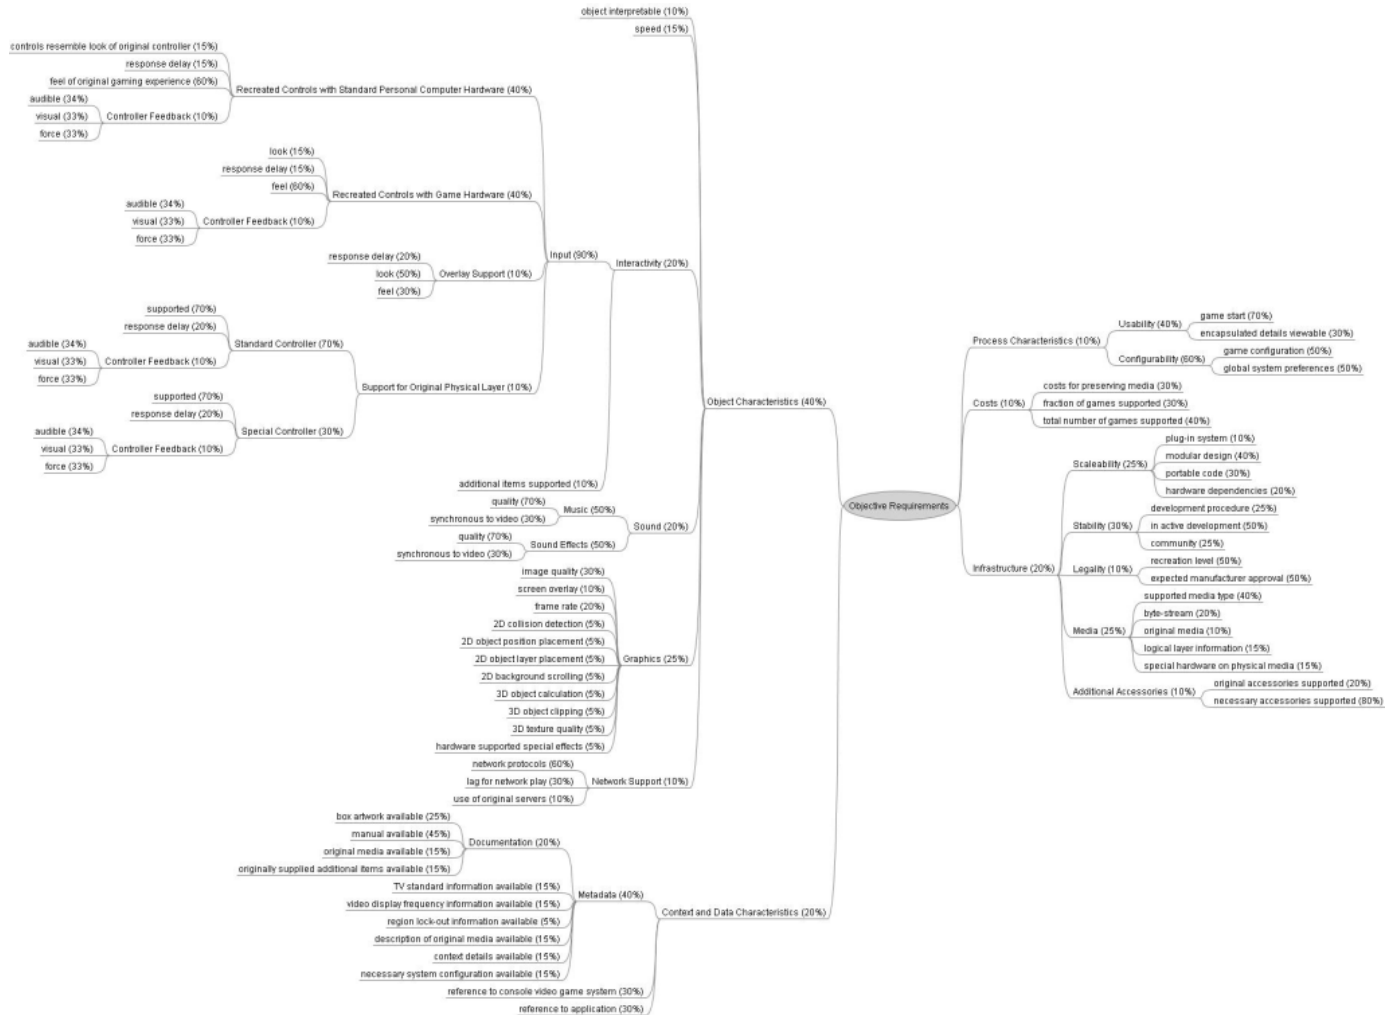 object interpretable (10%)
speed (15%)
controls resemble look of original controller (15%)
response delay (15%)
feel of original gaming experience (60%)
Recreated Controls with Standard Personal Computer Hardware (40%)
audible (34%)
visual (33%)
Controller Feedback (10%)
force (33%)
look (15%)
response delay (15%)
feel (60%)
Recreated Controls with Game Hardware (40%)
audible (34%)
visual (33%)
Controller Feedback (10%)
force (33%)
Input (90%)
Interactivity (20%)
response delay (20%)
look (50%)
Overlay Support (10%)
feel (30%)
supported (70%)
response delay (20%)
Standard Controller (70%)
audible (34%)
visual (33%)
Controller Feedback (10%)
force (33%)
Support for Original Physical Layer (10%)
supported (70%)
response delay (20%)
Special Controller (30%)
audible (34%)
visual (33%)
Controller Feedback (10%)
force (33%)
additional items supported (10%)
Object Characteristics (40%)
quality (70%)
Music (50%)
synchronous to video (30%)
Sound (20%)
quality (70%)
Sound Effects (50%)
synchronous to video (30%)
image quality (30%)
screen overlay (10%)
frame rate (20%)
2D collision detection (5%)
2D object position placement (5%)
2D object layer placement (5%)
Graphics (25%)
2D background scrolling (5%)
3D object calculation (5%)
3D object clipping (5%)
3D texture quality (5%)
hardware supported special effects (5%)
network protocols (60%)
lag for network play (30%)
Network Support (10%)
use of original servers (10%)
box artwork available (25%)
manual available (45%)
Documentation (20%)
original media available (15%)
originally supplied additional items available (15%)
TV standard information available (15%)
Metadata (40%)
video display frequency information available (15%)
region lock-out information available (5%)
Context and Data Characteristics (20%)
description of original media available (15%)
context details available (15%)
necessary system configuration available (15%)
reference to console video game system (30%)
reference to application (30%)
Objective Requirements
game start (70%)
Usability (40%)
encapsulated details viewable (30%)
Process Characteristics (10%)
game configuration (50%)
Configurability (60%)
global system preferences (50%)
costs for preserving media (30%)
Costs (10%)
fraction of games supported (30%)
total number of games supported (40%)
plug-in system (10%)
modular design (40%)
Scaleability (25%)
portable code (30%)
hardware dependencies (20%)
development procedure (25%)
Stability (30%)
in active development (50%)
community (25%)
Infrastructure (20%)
recreation level (50%)
Legality (10%)
expected manufacturer approval (50%)
supported media type (40%)
byte-stream (20%)
Media (25%)
original media (10%)
logical layer information (15%)
special hardware on physical media (15%)
original accessories supported (20%)
Additional Accessories (10%)
necessary accessories supported (80%)